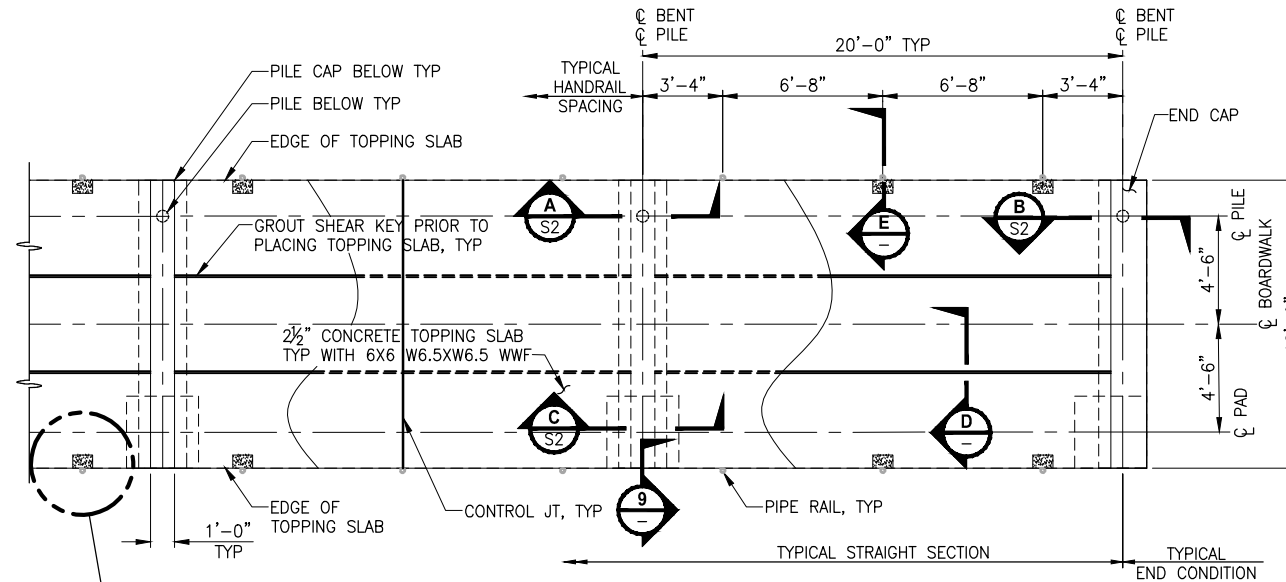 ℄ BENT
℄ PILE
℄ BENT
℄ PILE
20'-0" TYP
PILE CAP BELOW TYP
PILE BELOW TYP
EDGE OF TOPPING SLAB
TYPICAL
HANDRAIL
SPACING
3'-4"
6'-8"
6'-8"
3'-4"
END CAP
A
S2
E
–
B
S2
GROUT SHEAR KEY PRIOR TO
PLACING TOPPING SLAB, TYP
4'-6"
℄ PILE
℄ BOARDWALK
2½" CONCRETE TOPPING SLAB
TYP WITH 6X6 W6.5XW6.5 WWF
4'-6"
℄ PAD
C
S2
D
–
9
–
EDGE OF
TOPPING SLAB
CONTROL JT, TYP
PIPE RAIL, TYP
1'-0"
TYP
TYPICAL STRAIGHT SECTION
TYPICAL
END CONDITION